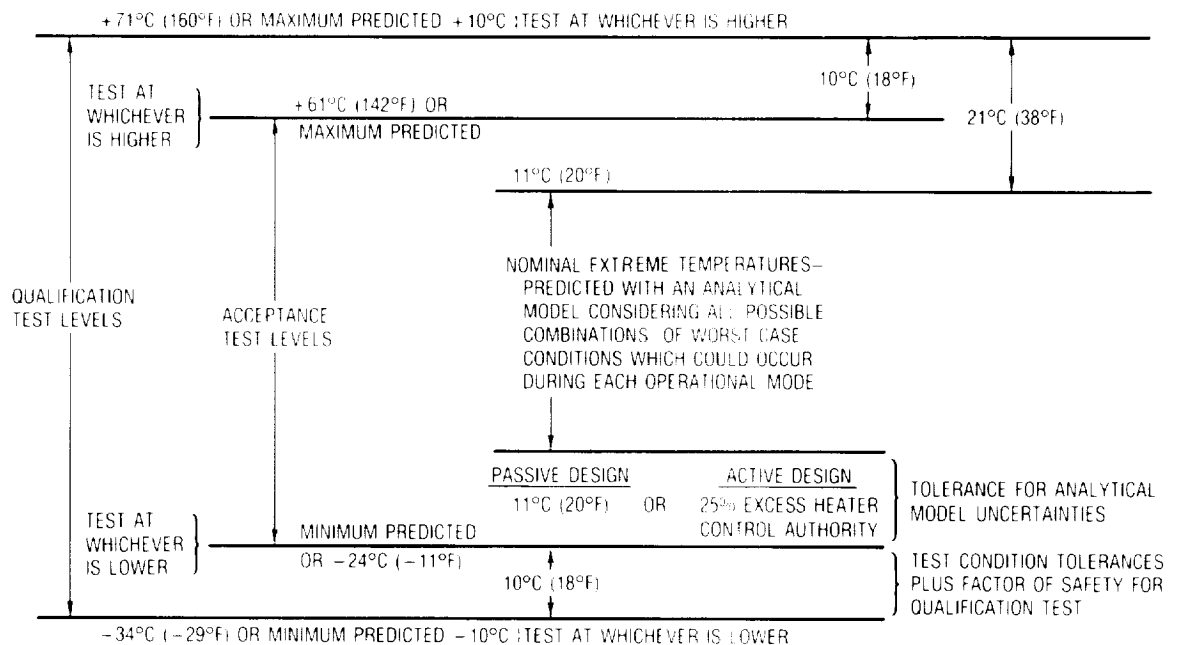 +71°C (160°F) OR MAXIMUM PREDICTED +10°C :TEST AT WHICHEVER IS HIGHER
10°C (18°F)
TEST AT
WHICHEVER
IS HIGHER
+61°C (142°F) OR
MAXIMUM PREDICTED
21°C (38°F)
11°C (20°F)
NOMINAL EXTREME TEMPERATURES–
PREDICTED WITH AN ANALYTICAL
MODEL CONSIDERING ALL POSSIBLE
COMBINATIONS OF WORST CASE
CONDITIONS WHICH COULD OCCUR
DURING EACH OPERATIONAL MODE
QUALIFICATION
TEST LEVELS
ACCEPTANCE
TEST LEVELS
PASSIVE DESIGN
11°C (20°F)
OR
ACTIVE DESIGN
25% EXCESS HEATER
CONTROL AUTHORITY
TOLERANCE FOR ANALYTICAL
MODEL UNCERTAINTIES
TEST AT
WHICHEVER
IS LOWER
MINIMUM PREDICTED
OR –24°C (–11°F)
10°C (18°F)
TEST CONDITION TOLERANCES
PLUS FACTOR OF SAFETY FOR
QUALIFICATION TEST
–34°C (–29°F) OR MINIMUM PREDICTED –10°C :TEST AT WHICHEVER IS LOWER